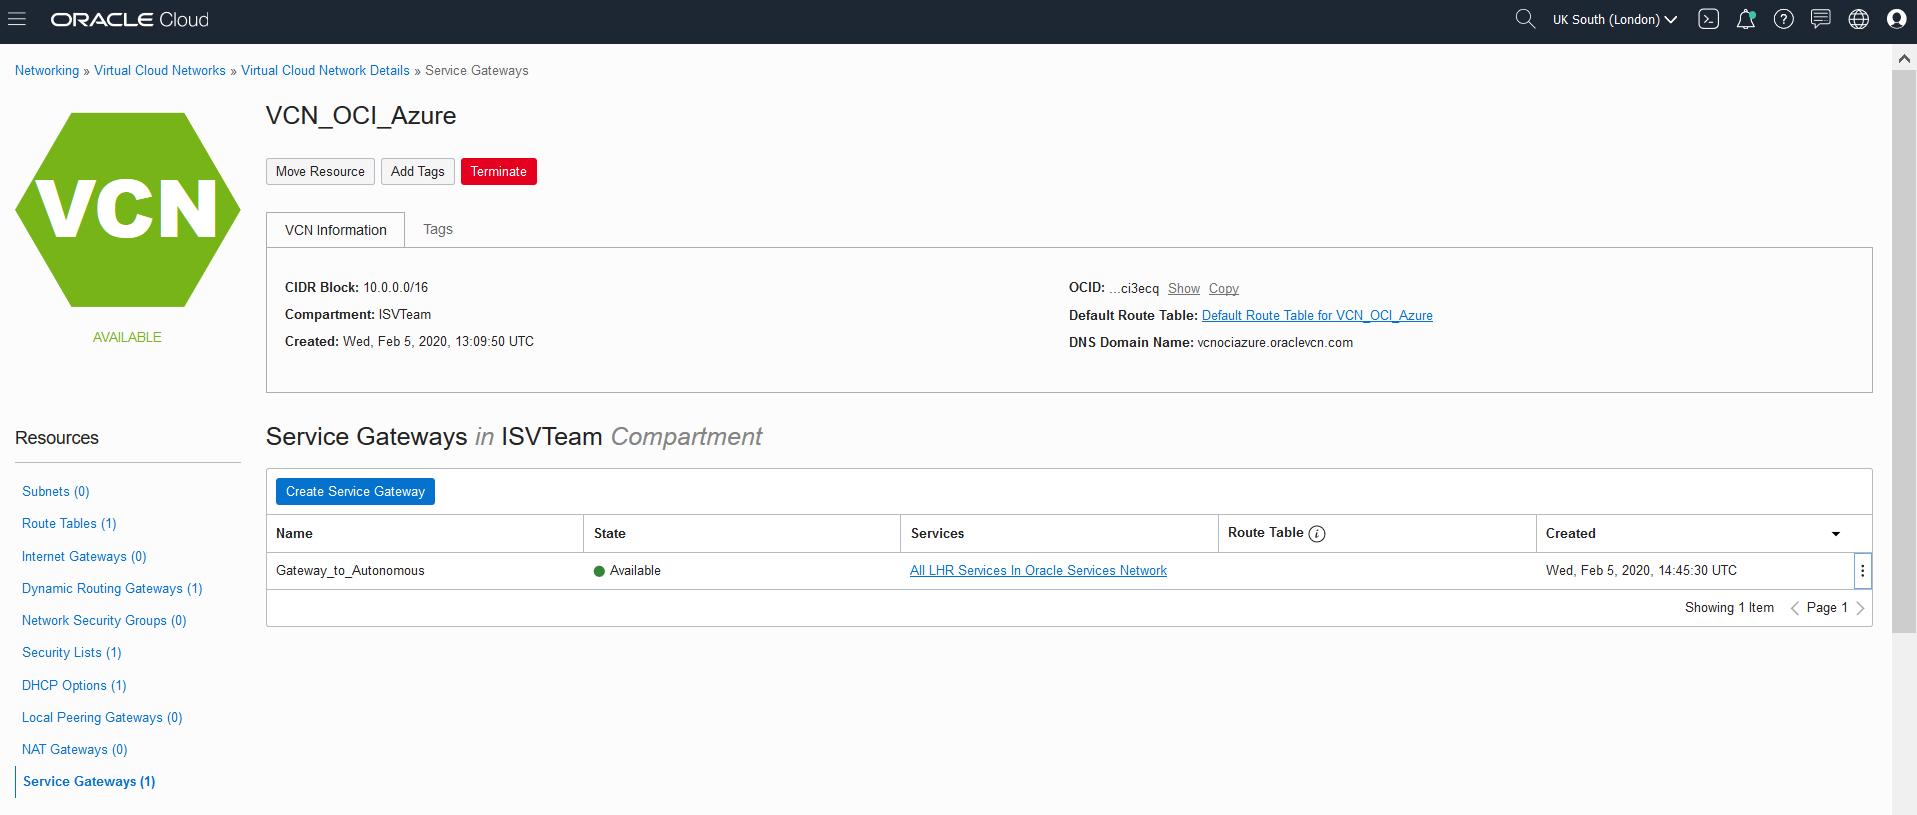 ORACLE Cloud
UK South (London)
Networking » Virtual Cloud Networks » Virtual Cloud Network Details » Service Gateways
VCN
AVAILABLE
VCN_OCI_Azure
Move Resource Add Tags Terminate
VCN Information Tags
CIDR Block: 10.0.0.0/16
Compartment: ISVTeam
Created: Wed, Feb 5, 2020, 13:09:50 UTC
OCID: ...ci3ecq Show Copy
Default Route Table: Default Route Table for VCN_OCI_Azure
DNS Domain Name: vcnociazure.oraclevcn.com
Resources
Subnets (0)
Route Tables (1)
Internet Gateways (0)
Dynamic Routing Gateways (1)
Network Security Groups (0)
Security Lists (1)
DHCP Options (1)
Local Peering Gateways (0)
NAT Gateways (0)
Service Gateways (1)
Service Gateways in ISVTeam Compartment
Create Service Gateway
Name State Services Route Table i Created
Gateway_to_Autonomous Available All LHR Services In Oracle Services Network Wed, Feb 5, 2020, 14:45:30 UTC
Showing 1 Item < Page 1 >